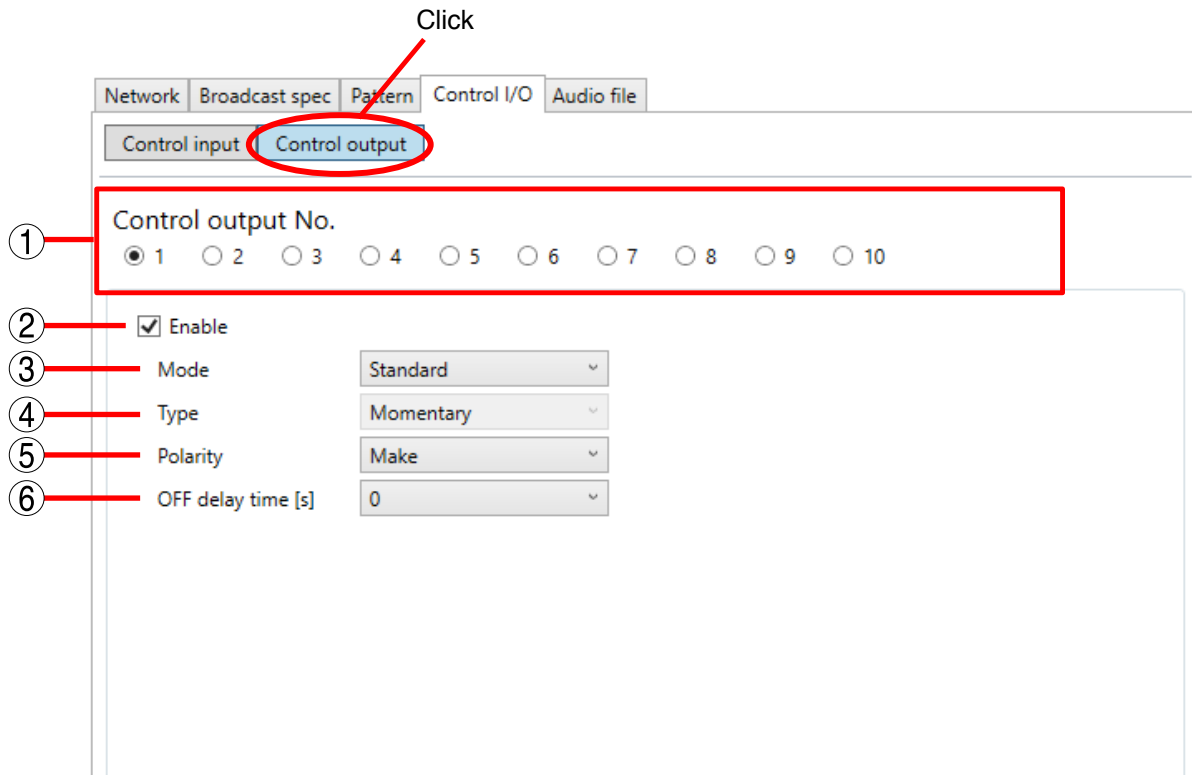 Click
Network Broadcast spec Pattern Control I/O Audio file
Control input Control output
① Control output No.
1 2 3 4 5 6 7 8 9 10
② Enable
③ Mode Standard
④ Type Momentary
⑤ Polarity Make
⑥ OFF delay time [s] 0